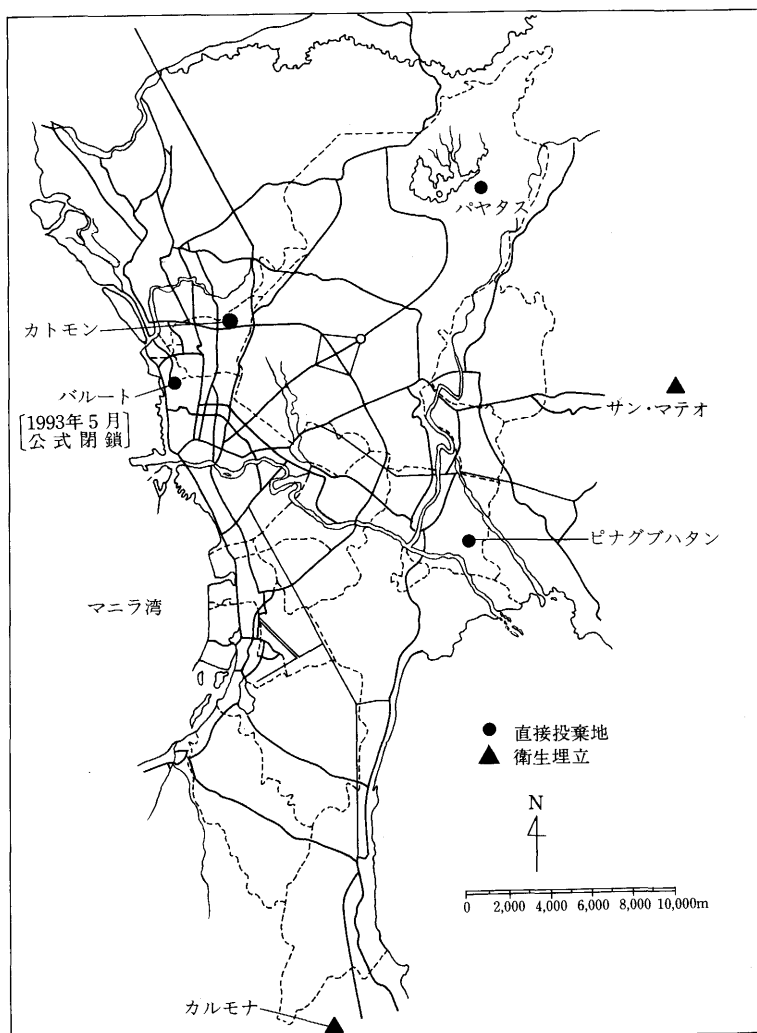 パヤタス
カトモン
バルート
[1993年5月
公式閉鎖]
サン・マテオ
ピナグブハタン
マニラ湾
● 直接投棄地
▲ 衛生埋立
N
0 2,000 4,000 6,000 8,000 10,000m
カルモナ